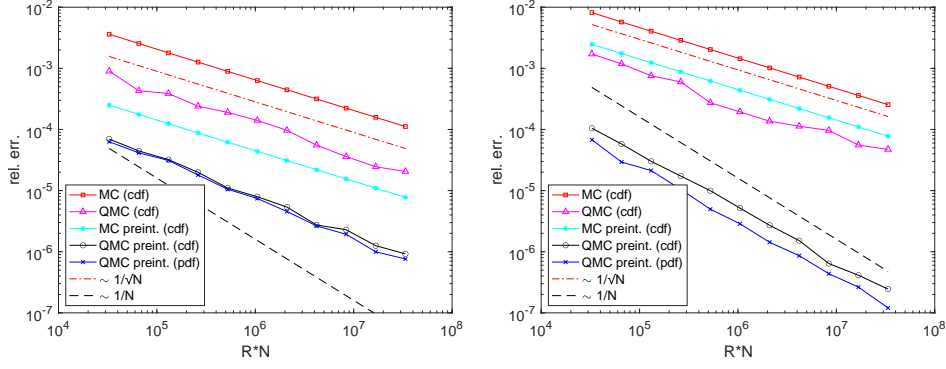 10^-2
10^-3
10^-4
10^-5
10^-6
10^-7
rel. err.
MC (cdf)
QMC (cdf)
MC preint. (cdf)
QMC preint. (cdf)
QMC preint. (pdf)
~ 1/√N
~ 1/N
10^4
10^5
10^6
10^7
10^8
R*N
10^-2
10^-3
10^-4
10^-5
10^-6
10^-7
rel. err.
MC (cdf)
QMC (cdf)
MC preint. (cdf)
QMC preint. (cdf)
QMC preint. (pdf)
~ 1/√N
~ 1/N
10^4
10^5
10^6
10^7
10^8
R*N